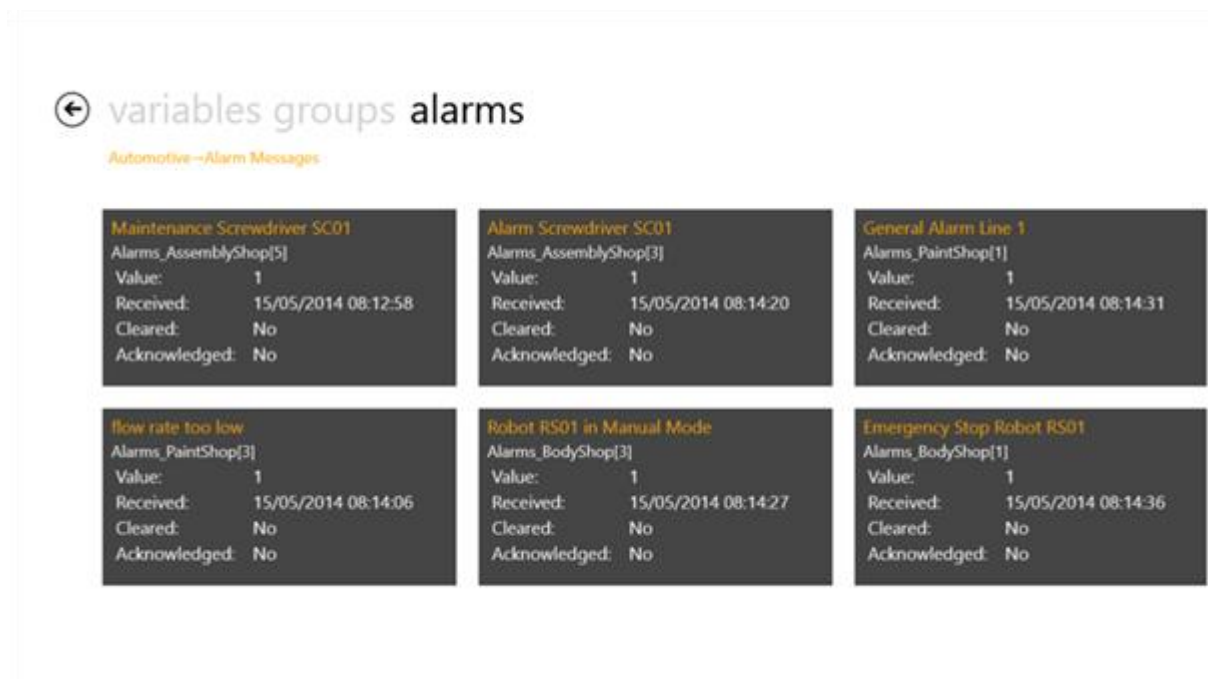 variables groups alarms
Automotive→Alarm Messages
Maintenance Screwdriver SC01
Alarms_AssemblyShop[5]
Value: 1
Received: 15/05/2014 08:12:58
Cleared: No
Acknowledged: No
Alarm Screwdriver SC01
Alarms_AssemblyShop[3]
Value: 1
Received: 15/05/2014 08:14:20
Cleared: No
Acknowledged: No
General Alarm Line 1
Alarms_PaintShop[1]
Value: 1
Received: 15/05/2014 08:14:31
Cleared: No
Acknowledged: No
flow rate too low
Alarms_PaintShop[3]
Value: 1
Received: 15/05/2014 08:14:06
Cleared: No
Acknowledged: No
Robot RS01 in Manual Mode
Alarms_BodyShop[3]
Value: 1
Received: 15/05/2014 08:14:27
Cleared: No
Acknowledged: No
Emergency Stop Robot RS01
Alarms_BodyShop[1]
Value: 1
Received: 15/05/2014 08:14:36
Cleared: No
Acknowledged: No